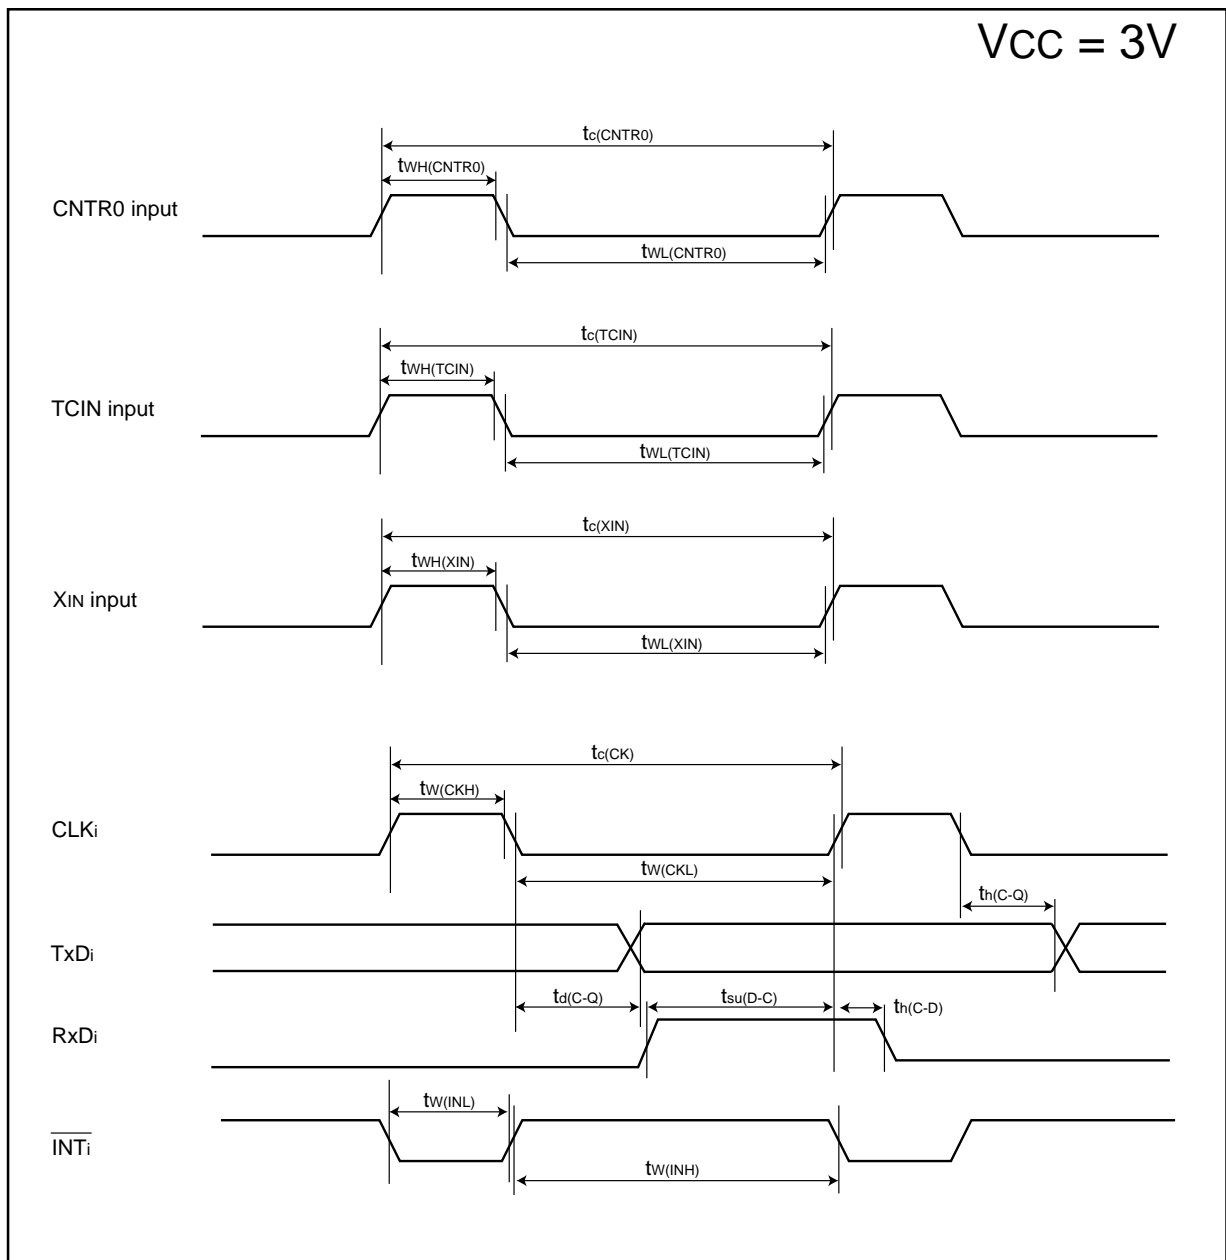 VCC = 3V
tc(CNTR0)
tWH(CNTR0)
CNTR0 input
tWL(CNTR0)
tc(TCIN)
tWH(TCIN)
TCIN input
tWL(TCIN)
tc(XIN)
tWH(XIN)
XIN input
tWL(XIN)
tc(CK)
tW(CKH)
CLKi
tW(CKL)
th(C-Q)
TxDi
td(C-Q)
tsu(D-C)
th(C-D)
RxDi
tW(INL)
INTi
tW(INH)